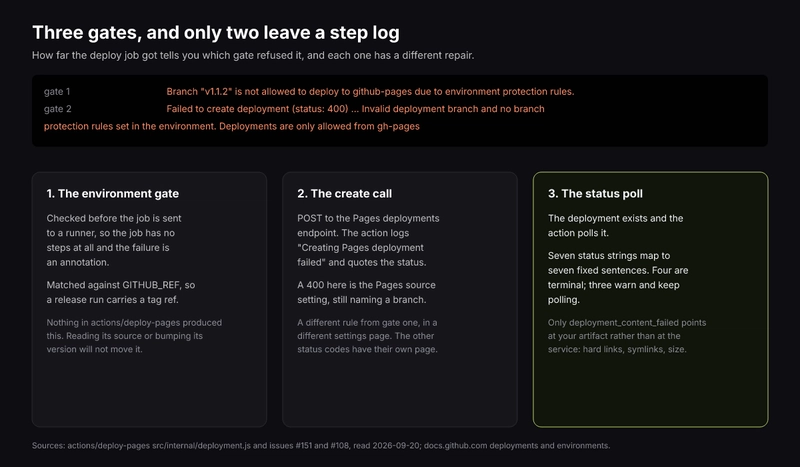 Three gates, and only two leave a step log
How far the deploy job got tells you which gate refused it, and each one has a different repair.
gate 1 Branch "v1.1.2" is not allowed to deploy to github-pages due to environment protection rules.
gate 2 Failed to create deployment (status: 400) ... Invalid deployment branch and no branch
protection rules set in the environment. Deployments are only allowed from gh-pages
1. The environment gate
Checked before the job is sent
to a runner, so the job has no
steps at all and the failure is
an annotation.
Matched against GITHUB_REF, so
a release run carries a tag ref.
Nothing in actions/deploy-pages produced
this. Reading its source or bumping its
version will not move it.
2. The create call
POST to the Pages deployments
endpoint. The action logs
"Creating Pages deployment
failed" and quotes the status.
A 400 here is the Pages source
setting, still naming a branch.
A different rule from gate one, in a
different settings page. The other
status codes have their own page.
3. The status poll
The deployment exists and the
action polls it.
Seven status strings map to
seven fixed sentences. Four are
terminal; three warn and keep
polling.
Only deployment_content_failed points
at your artifact rather than at the
service: hard links, symlinks, size.
Sources: actions/deploy-pages src/internal/deployment.js and issues #151 and #108, read 2026-09-20; docs.github.com deployments and environments.